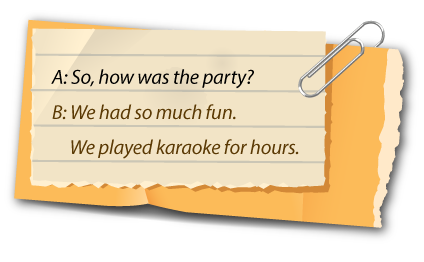 A: So, how was the party?
B: We had so much fun.
We played karaoke for hours.